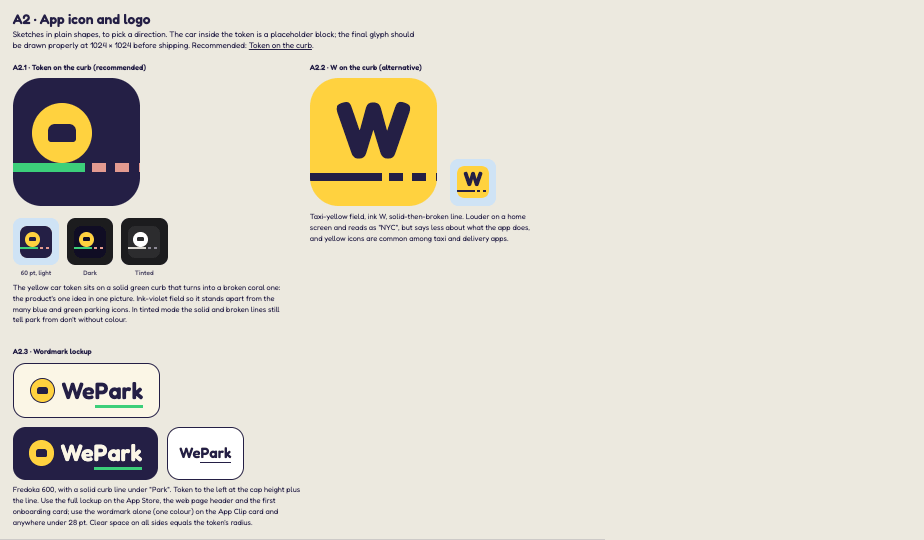 A2 · App icon and logo
Sketches in plain shapes, to pick a direction. The car inside the token is a placeholder block; the final glyph should
be drawn properly at 1024 × 1024 before shipping. Recommended: Token on the curb.
A2.1 · Token on the curb (recommended)
60 pt, light
Dark
Tinted
The yellow car token sits on a solid green curb that turns into a broken coral one:
the product's one idea in one picture. Ink-violet field so it stands apart from the
many blue and green parking icons. In tinted mode the solid and broken lines still
tell park from don't without colour.
A2.2 · W on the curb (alternative)
W
W
Taxi-yellow field, ink W, solid-then-broken line. Louder on a home
screen and reads as "NYC", but says less about what the app does,
and yellow icons are common among taxi and delivery apps.
A2.3 · Wordmark lockup
WePark
WePark
WePark
Fredoka 600, with a solid curb line under "Park". Token to the left at the cap height plus
the line. Use the full lockup on the App Store, the web page header and the first
onboarding card; use the wordmark alone (one colour) on the App Clip card and
anywhere under 28 pt. Clear space on all sides equals the token's radius.